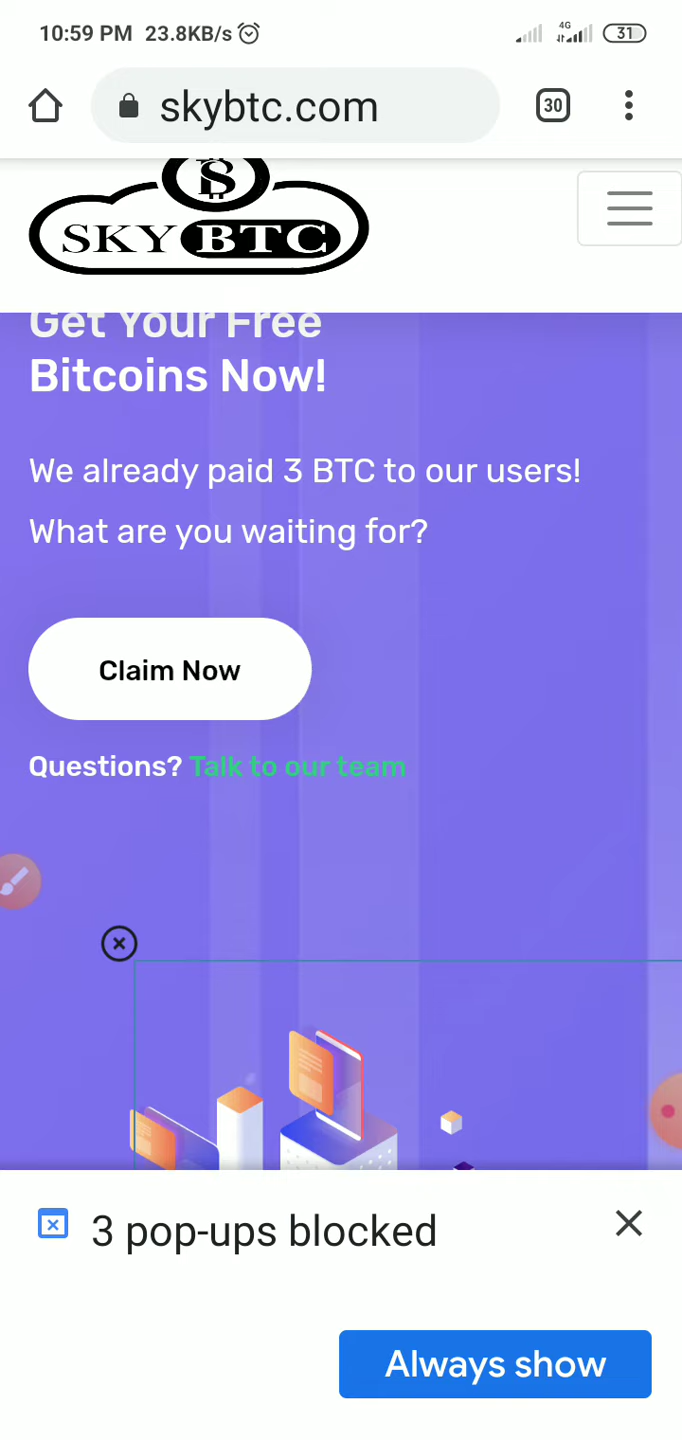 10:59 PM 23.8KB/s 4G 31
skybtc.com 30
SKYBTC
Get Your Free
Bitcoins Now!
We already paid 3 BTC to our users!
What are you waiting for?
Claim Now
Questions? Talk to our team
3 pop-ups blocked
Always show